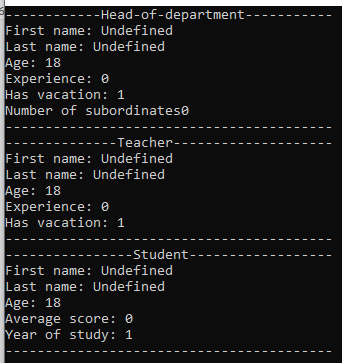 ------------Head-of-department-----------
First name: Undefined
Last name: Undefined
Age: 18
Experience: 0
Has vacation: 1
Number of subordinates0
-----------------------------------------
--------------Teacher--------------------
First name: Undefined
Last name: Undefined
Age: 18
Experience: 0
Has vacation: 1
-----------------------------------------
----------------Student------------------
First name: Undefined
Last name: Undefined
Age: 18
Average score: 0
Year of study: 1
-----------------------------------------